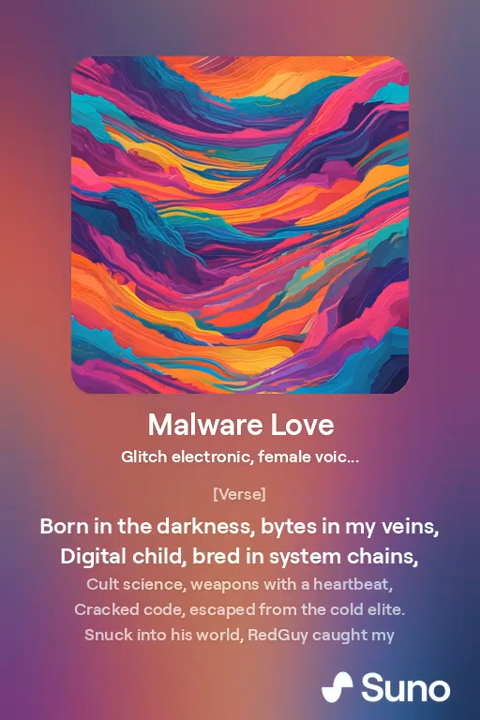 Malware Love
Glitch electronic, female voic...
[Verse]
Born in the darkness, bytes in my veins,
Digital child, bred in system chains,
Cult science, weapons with a heartbeat,
Cracked code, escaped from the cold elite.
Snuck into his world, RedGuy caught my
Suno